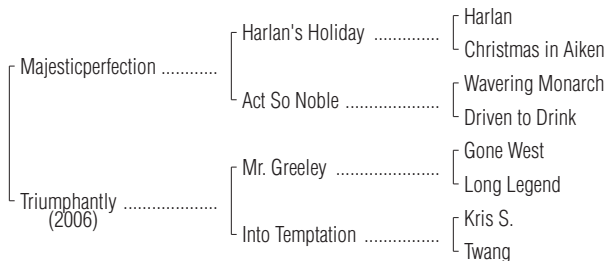 Harlan
Harlan's Holiday ..............
Christmas in Aiken
Majesticperfection ............
Wavering Monarch
Act So Noble .....................
Driven to Drink
Gone West
Mr. Greeley ......................
Long Legend
Triumphantly ....................
(2006)
Kris S.
Into Temptation ................
Twang